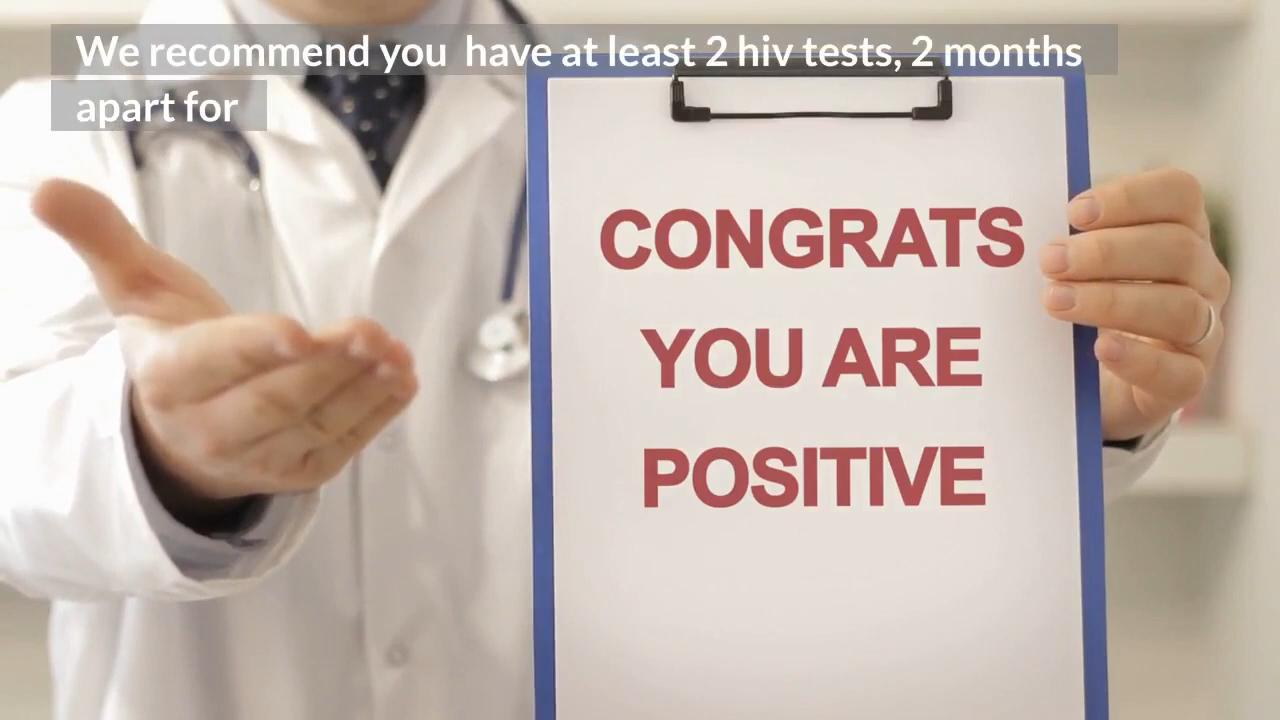 We recommend you  have at least 2 hiv tests, 2 months
apart for
CONGRATS
YOU ARE
POSITIVE